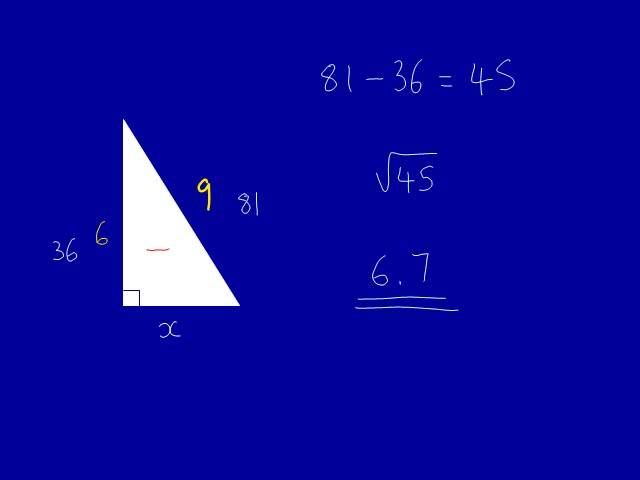 81 - 36 = 45
9 81
√45
36 6
6.7
x